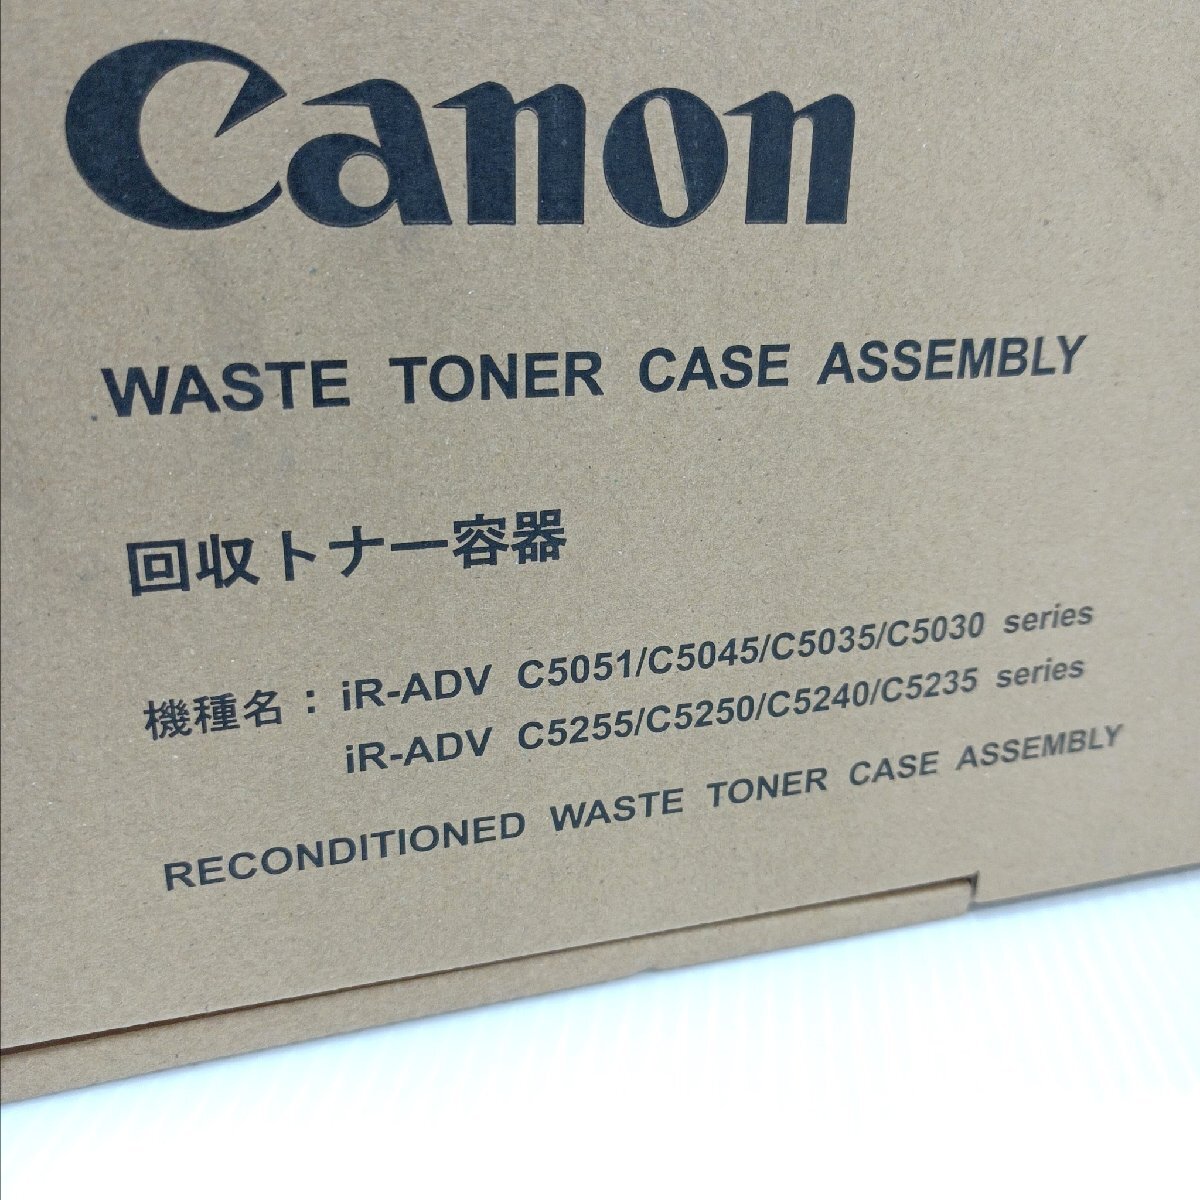 Canon
WASTE TONER CASE ASSEMBLY
回収トナー容器
機種名：iR-ADV C5051/C5045/C5035/C5030 series
iR-ADV C5255/C5250/C5240/C5235 series
RECONDITIONED WASTE TONER CASE ASSEMBLY